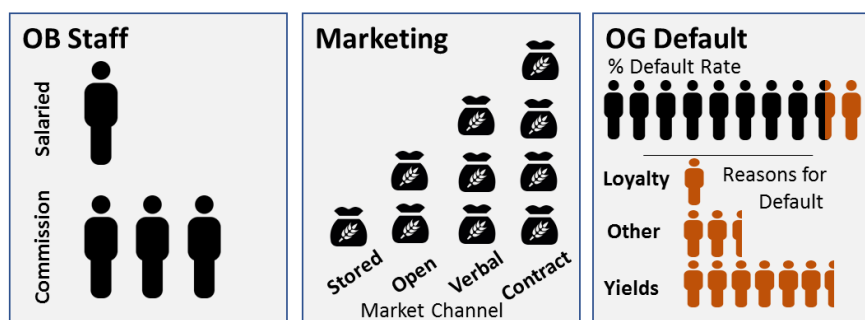 OB Staff
Salaried
Commission
Marketing
Stored
Open
Verbal
Contract
Market Channel
OG Default
% Default Rate
Reasons for
Default
Loyalty
Other
Yields